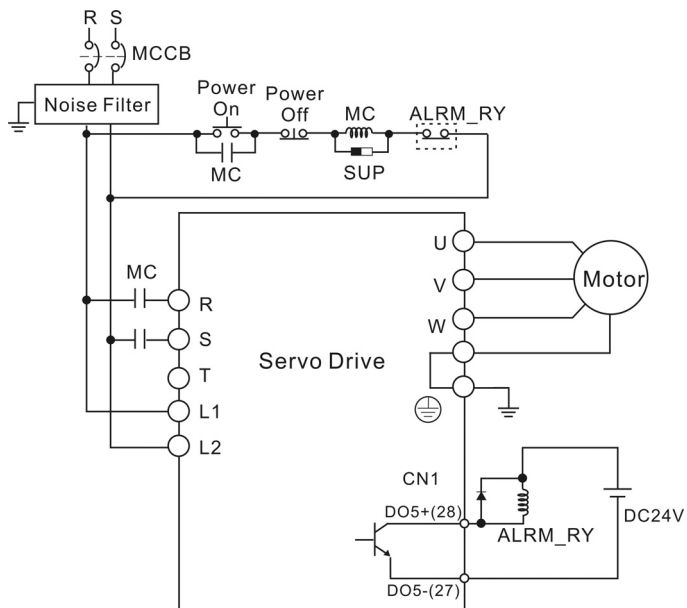 R S
MCCB
Noise Filter
Power
On
Power
Off
MC
ALRM_RY
MC
SUP
MC
R
S
T
L1
L2
Servo Drive
U
V
W
Motor
CN1
DO5+(28)
DO5-(27)
ALRM_RY
DC24V